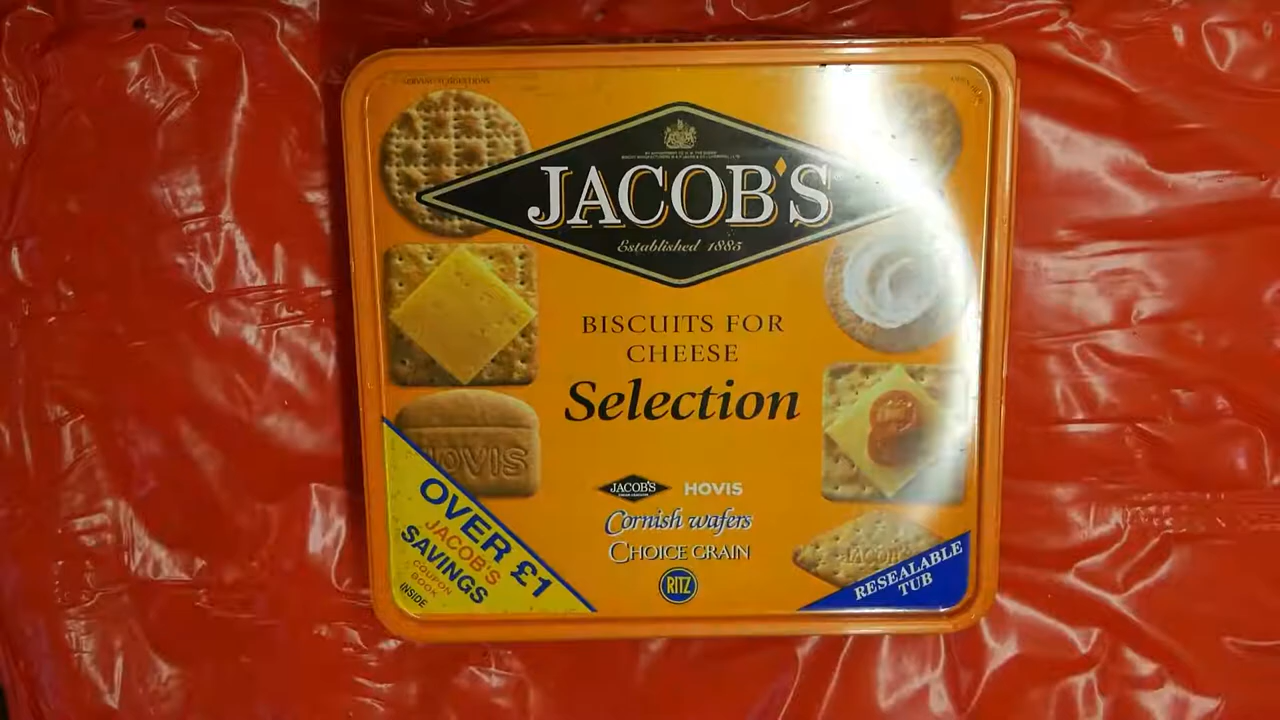 JACOB'S
Established 1885
BISCUITS FOR
CHEESE
Selection
HOVIS
JACOB'S
HOVIS
Cornish wafers
CHOICE GRAIN
RITZ
OVER £1
JACOB'S
SAVINGS
COUPON
BOOK
INSIDE
JACOB'S
RESEALABLE
TUB